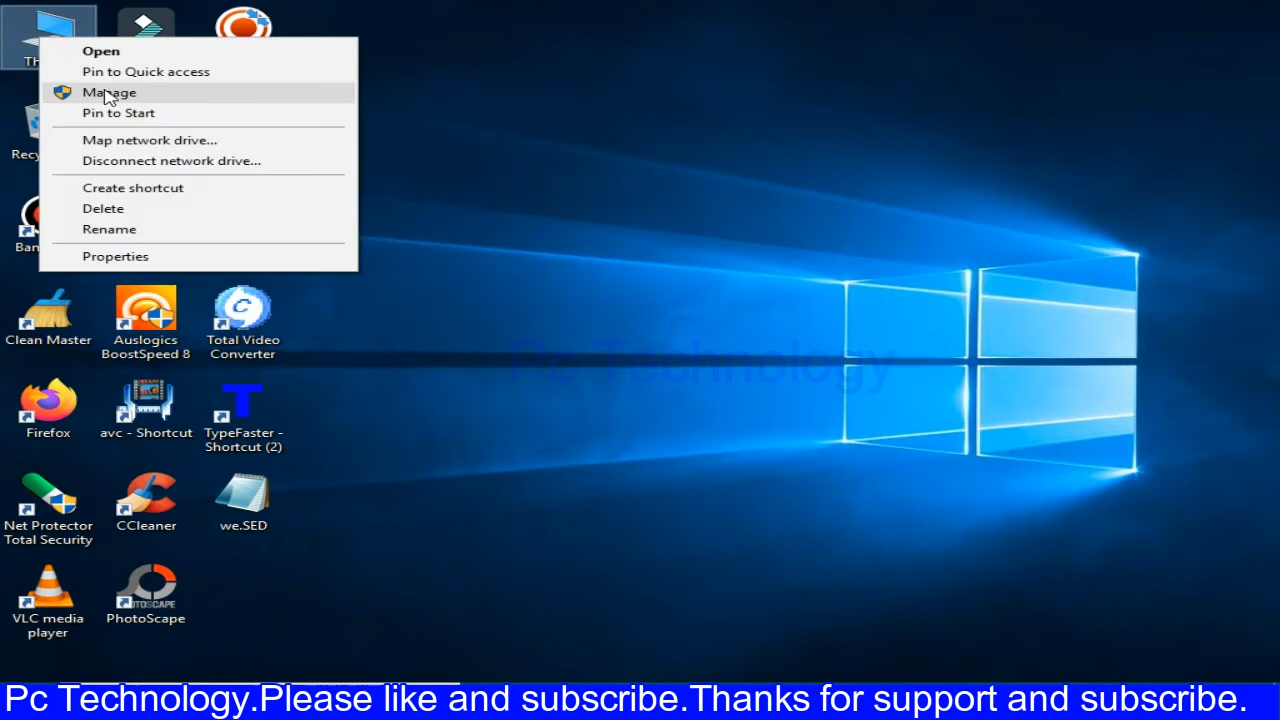 Th
Open
Pin to Quick access
Manage
Pin to Start
Map network drive...
Disconnect network drive...
Create shortcut
Delete
Rename
Properties
Recy
Ban
Clean Master
Auslogics
BoostSpeed 8
Total Video
Converter
Firefox
avc - Shortcut
TypeFaster -
Shortcut (2)
Net Protector
Total Security
CCleaner
we.SED
VLC media
player
PhotoScape
Pc Technology
Pc Technology.Please like and subscribe.Thanks for support and subscribe.